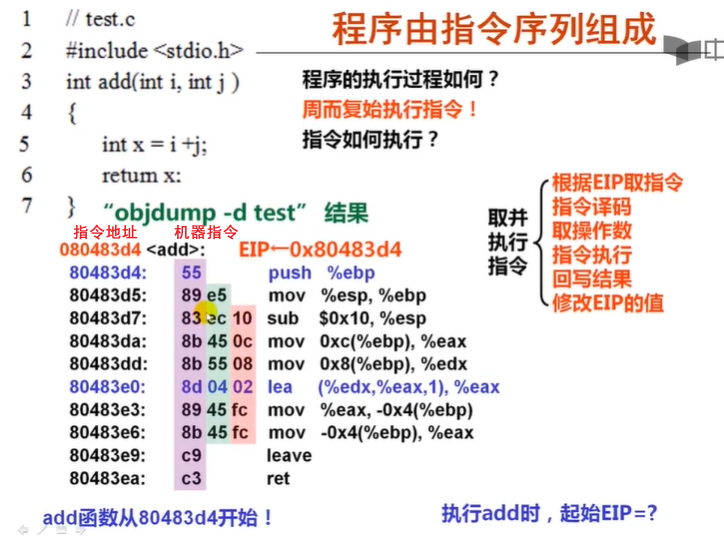 程序由指令序列组成
1 // test.c
2 #include <stdio.h>
3 int add(int i, int j )
4 {
5 int x = i +j;
6 return x:
7 }
程序的执行过程如何？
周而复始执行指令！
指令如何执行？
“objdump -d test” 结果
指令地址 机器指令
080483d4 <add>: EIP←0x80483d4
80483d4: 55 push %ebp
80483d5: 89 e5 mov %esp, %ebp
80483d7: 83 ec 10 sub $0x10, %esp
80483da: 8b 45 0c mov 0xc(%ebp), %eax
80483dd: 8b 55 08 mov 0x8(%ebp), %edx
80483e0: 8d 04 02 lea (%edx,%eax,1), %eax
80483e3: 89 45 fc mov %eax, -0x4(%ebp)
80483e6: 8b 45 fc mov -0x4(%ebp), %eax
80483e9: c9 leave
80483ea: c3 ret
取并
执行
指令
根据EIP取指令
指令译码
取操作数
指令执行
回写结果
修改EIP的值
add函数从80483d4开始！
执行add时，起始EIP=?